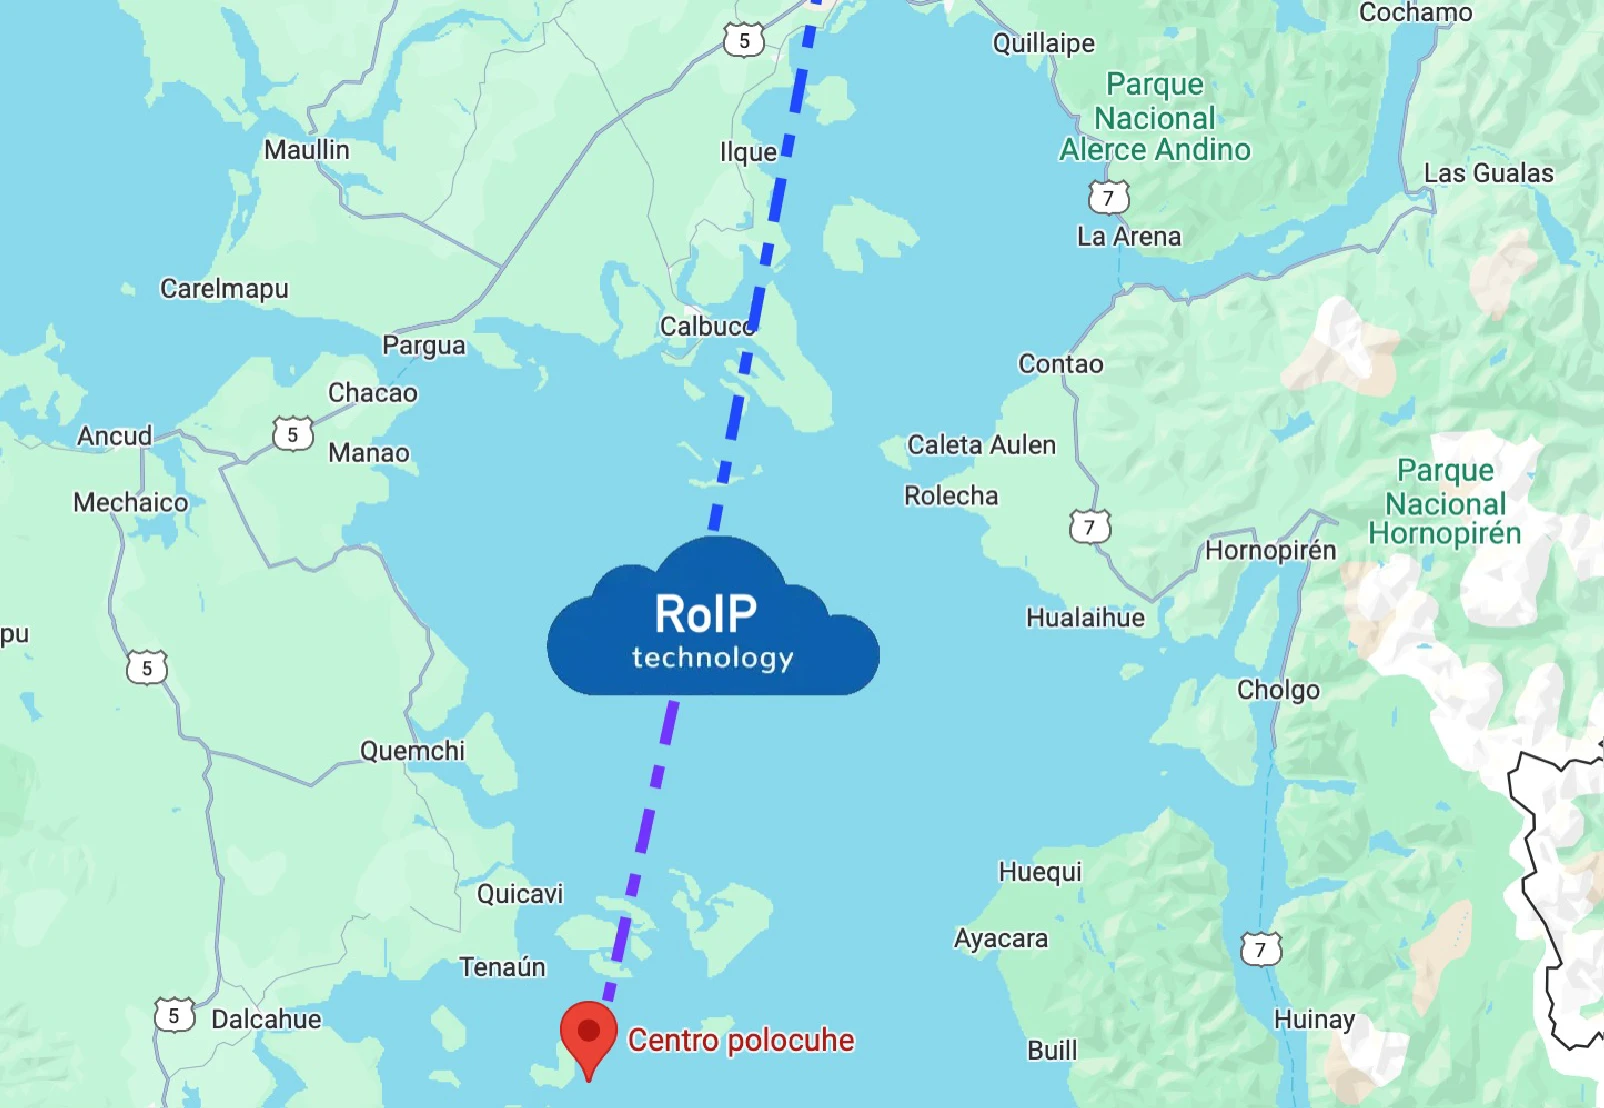 Cochamo
5
Quillaipe
Parque
Nacional
Alerce Andino
Maullin
Ilque
Las Gualas
7
La Arena
Carelmapu
Calbuco
Pargua
Contao
Chacao
5
Ancud
Manao
Caleta Aulen
Parque
Nacional
Hornopirén
Mechaico
Rolecha
7
Hornopirén
RoIP
technology
Hualaihue
pu
5
Cholgo
Quemchi
Huequi
Quicavi
Ayacara
7
Tenaún
5
Dalcahue
Centro polocuhe
Huinay
Buill